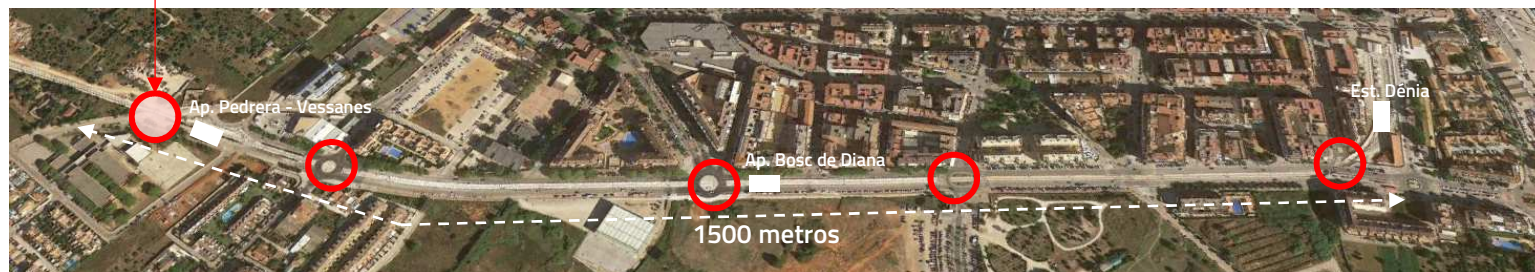 Ap. Pedrera - Vessanes
Est. Dénia
Ap. Bosc de Diana
1500 metros